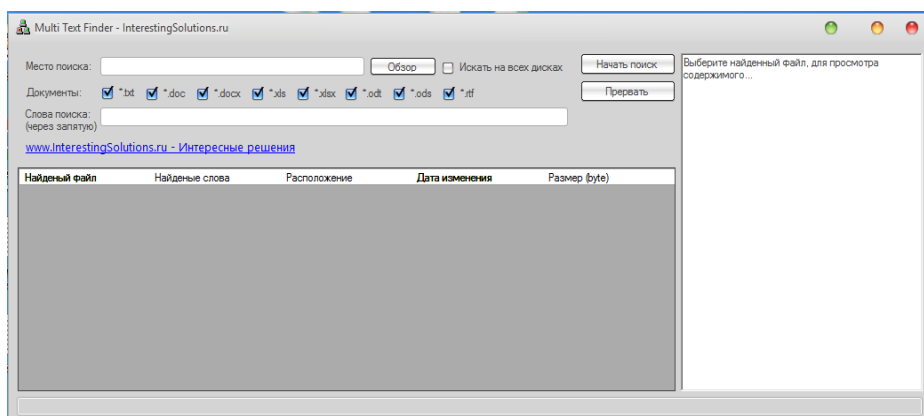 Multi Text Finder - InterestingSolutions.ru
Место поиска: Обзор Искать на всех дисках Начать поиск
Документы: *.txt *.doc *.docx *.xls *.xlsx *.odt *.ods *.rtf Прервать
Слова поиска:
(через запятую)
www.InterestingSolutions.ru - Интересные решения
Найденый файл Найденые слова Расположение Дата изменения Размер (byte)
Выберите найденный файл, для просмотра
содержимого...